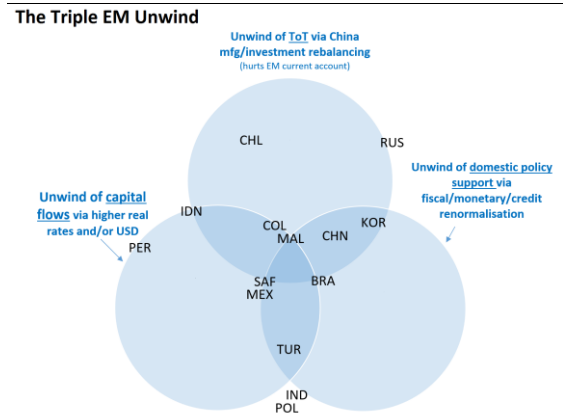 The Triple EM Unwind
Unwind of ToT via China
mfg/investment rebalancing
(hurts EM current account)
CHL
RUS
Unwind of domestic policy
support via
fiscal/monetary/credit
renormalisation
Unwind of capital
flows via higher real
rates and/or USD
IDN
PER
COL
MAL
CHN
KOR
SAF
MEX
BRA
TUR
IND
POL